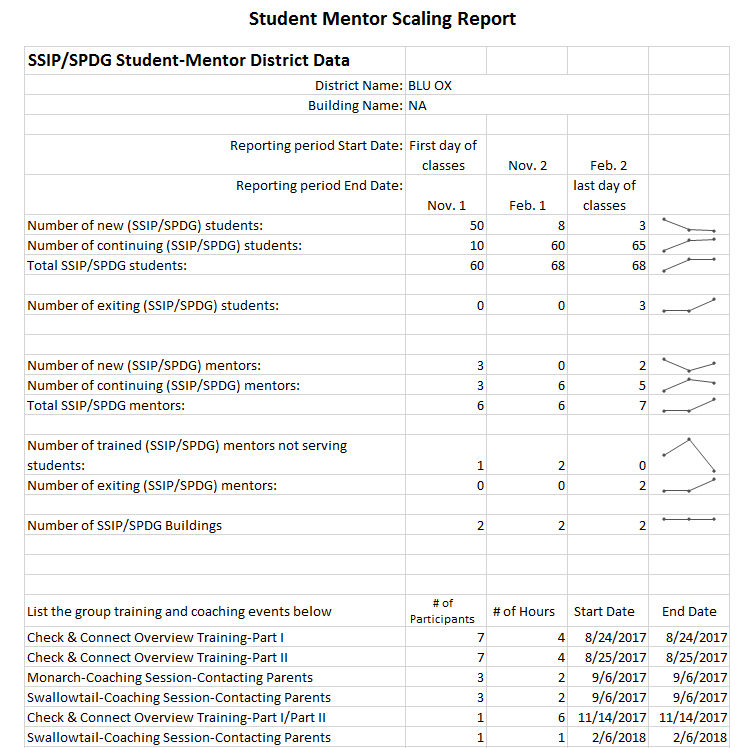 Student Mentor Scaling Report
SSIP/SPDG Student-Mentor District Data
District Name: BLU OX
Building Name: NA
Reporting period Start Date: First day of classes Nov. 2 Feb. 2
Reporting period End Date: Nov. 1 Feb. 1 last day of classes
Number of new (SSIP/SPDG) students: 50 8 3
Number of continuing (SSIP/SPDG) students: 10 60 65
Total SSIP/SPDG students: 60 68 68
Number of exiting (SSIP/SPDG) students: 0 0 3
Number of new (SSIP/SPDG) mentors: 3 0 2
Number of continuing (SSIP/SPDG) mentors: 3 6 5
Total SSIP/SPDG mentors: 6 6 7
Number of trained (SSIP/SPDG) mentors not serving
students: 1 2 0
Number of exiting (SSIP/SPDG) mentors: 0 0 2
Number of SSIP/SPDG Buildings 2 2 2
List the group training and coaching events below # of Participants # of Hours Start Date End Date
Check & Connect Overview Training-Part I 7 4 8/24/2017 8/24/2017
Check & Connect Overview Training-Part II 7 4 8/25/2017 8/25/2017
Monarch-Coaching Session-Contacting Parents 3 2 9/6/2017 9/6/2017
Swallowtail-Coaching Session-Contacting Parents 3 2 9/6/2017 9/6/2017
Check & Connect Overview Training-Part I/Part II 1 6 11/14/2017 11/14/2017
Swallowtail-Coaching Session-Contacting Parents 1 1 2/6/2018 2/6/2018